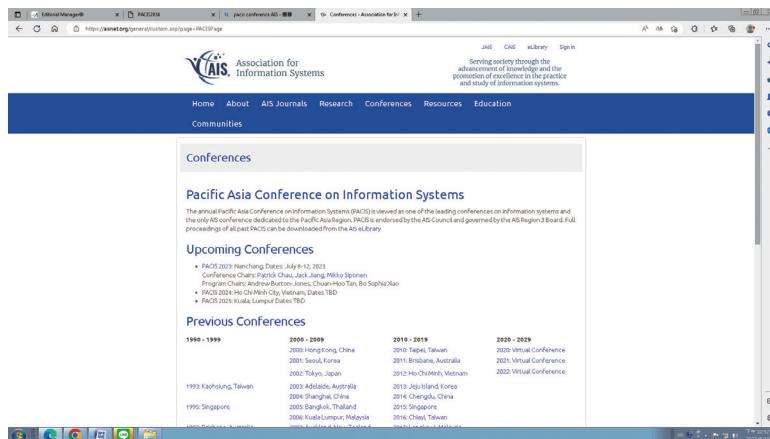 Editorial Manager®
PACIS2014
pacis conference AIS - 搜尋
Conferences - Association for Inf
https://aisnet.org/general/custom.asp?page=PACISPage
JAIS CAIS eLibrary Sign In
AIS
Association for
Information Systems
Serving society through the
advancement of knowledge and the
promotion of excellence in the practice
and study of information systems.
Home About AIS Journals Research Conferences Resources Education
Communities
Conferences
Pacific Asia Conference on Information Systems
The annual Pacific Asia Conference on Information Systems (PACIS) is viewed as one of the leading conferences on information systems and
the only AIS conference dedicated to the Pacific Asia Region. PACIS is endorsed by the AIS Council and governed by the AIS Region 3 Board. Full
proceedings of all past PACIS can be downloaded from the AIS eLibrary
Upcoming Conferences
PACIS 2023: Nanchang, Dates: July 8-12, 2023
Conference Chairs: Patrick Chau, Jack Jiang, Mikko Siponen
Program Chairs: Andrew Burton-Jones, Chuan-Hoo Tan, Bo Sophia Xiao
PACIS 2024: Ho Chi Minh City, Vietnam, Dates TBD
PACIS 2025: Kuala, Lumpur Dates TBD
Previous Conferences
1990 - 1999 2000 - 2009 2010 - 2019 2020 - 2029
2000: Hong Kong, China 2010: Taipei, Taiwan 2020: Virtual Conference
2001: Seoul, Korea 2011: Brisbane, Australia 2021: Virtual Conference
2002: Tokyo, Japan 2012: Ho Chi Minh, Vietnam 2022: Virtual Conference
1993: Kaohsiung, Taiwan 2003: Adelaide, Australia 2013: Jeju Island, Korea
2004: Shanghai, China 2014: Chengdu, China
1995: Singapore 2005: Bangkok, Thailand 2015: Singapore
2006: Kuala Lumpur, Malaysia 2016: Chiayi, Taiwan